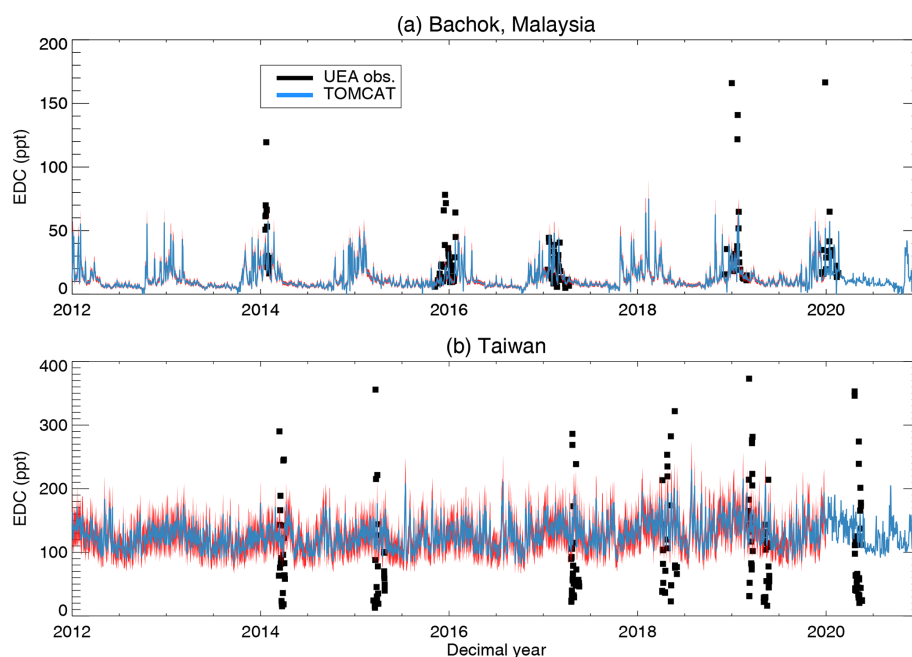 (a) Bachok, Malaysia
200
150
100
50
0
EDC (ppt)
UEA obs.
TOMCAT
2012 2014 2016 2018 2020
(b) Taiwan
400
300
200
100
0
EDC (ppt)
2012 2014 2016 2018 2020
Decimal year